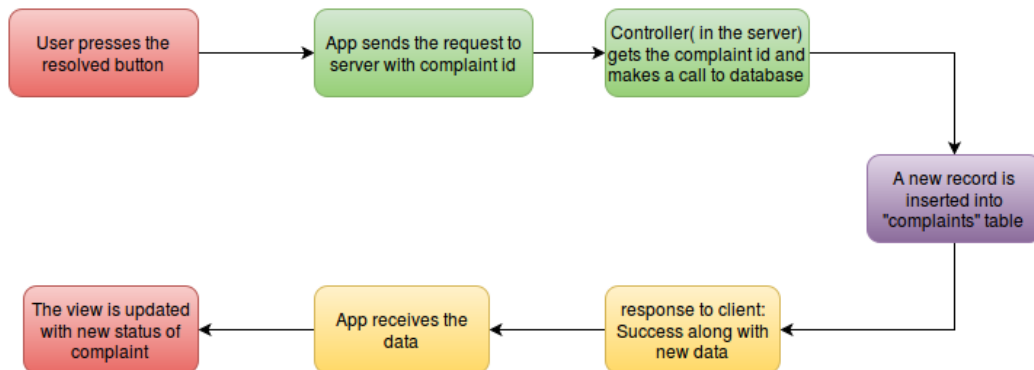 User presses the
resolved button
App sends the request to
server with complaint id
Controller( in the server)
gets the complaint id and
makes a call to database
A new record is
inserted into
"complaints" table
response to client:
Success along with
new data
App receives the
data
The view is updated
with new status of
complaint